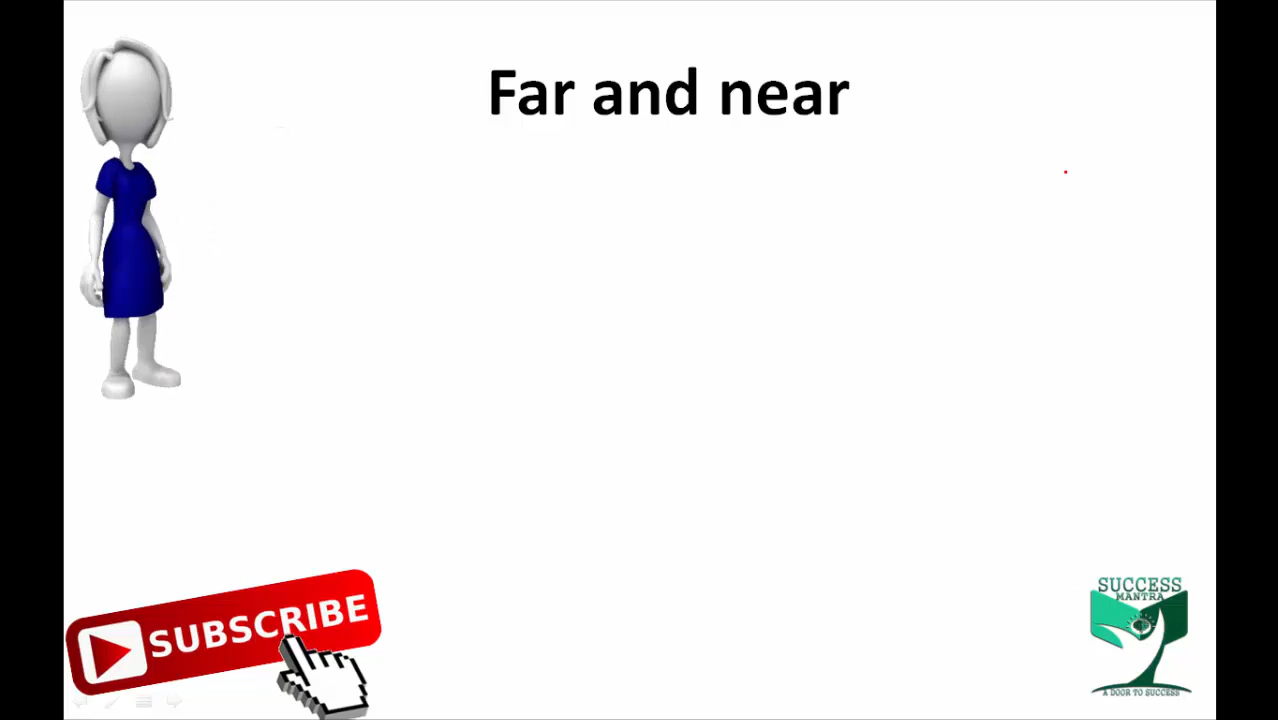 Far and near
SUBSCRIBE
SUCCESS
MANTRA
A DOOR TO SUCCESS